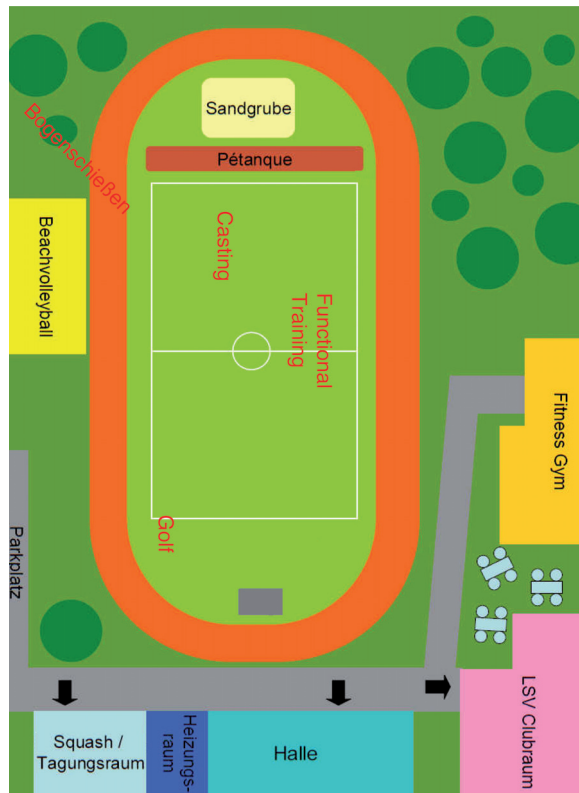 Sandgrube
Pétanque
Bogenschießen
Casting
Beachvolleyball
Functional
Training
Fitness Gym
Golf
Parkplatz
LSV Clubraum
Squash /
Tagungsraum
Heizungs-
raum
Halle